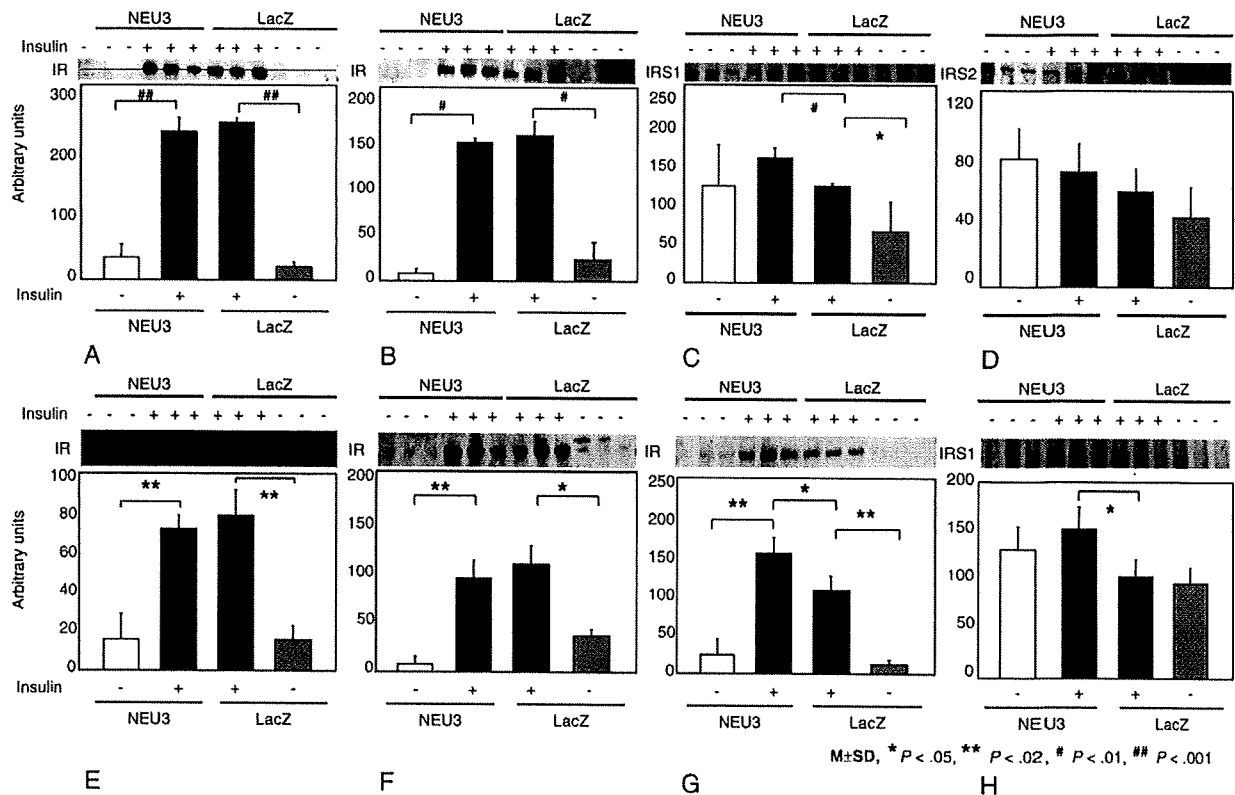 NEU3 LacZ NEU3 LacZ NEU3 LacZ NEU3 LacZ
Insulin - - - + + + + + + - - - - - - + + + + + + - - - - - - + + + + + + - - - - - - + + + + + + - - -
IR IR IRS1 IRS2
Arbitrary units
300
200
100
0
## ##
200
150
100
50
0
# #
250
200
150
100
50
0
# *
120
80
40
0
Insulin - + + - - + + - - + + - - + + -
NEU3 LacZ NEU3 LacZ NEU3 LacZ NEU3 LacZ
A B C D
NEU3 LacZ NEU3 LacZ NEU3 LacZ NEU3 LacZ
Insulin - - - + + + + + + - - - - - - + + + + + + - - - - - - + + + + + + - - - - - - + + + + + + - - -
IR IR IR IRS1
Arbitrary units
100
80
60
40
20
0
** **
200
100
50
0
** *
250
200
150
100
50
0
** * **
200
150
100
50
0
*
Insulin - + + - - + + - - + + - - + + -
NEU3 LacZ NEU3 LacZ NEU3 LacZ NEU3 LacZ
M±SD, * P < .05, ** P < .02, # P < .01, ## P < .001
E F G H